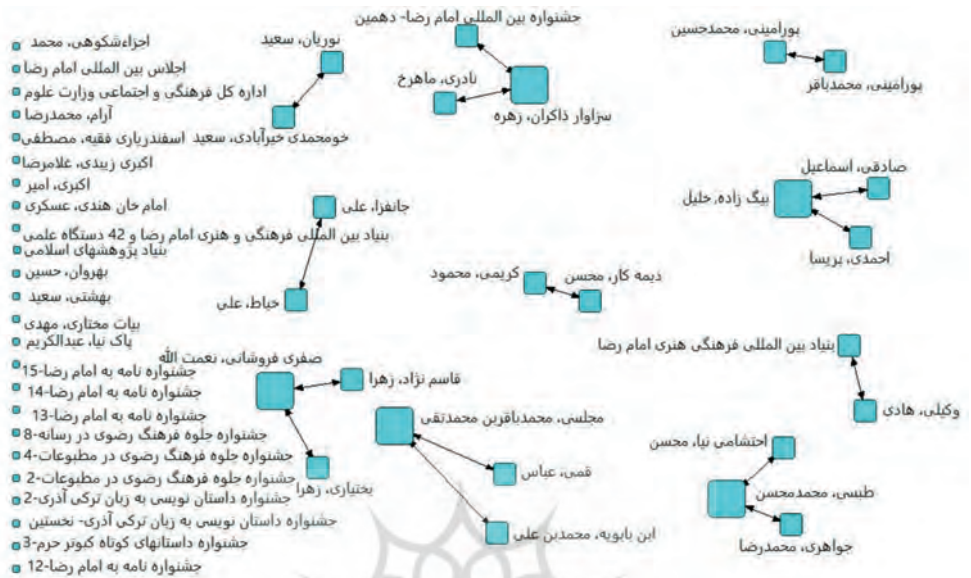 جشنواره بین المللی امام رضا- دهمین
نوریان، سعید
پورامینی، محمدحسین
نادری، ماهرخ
پورامینی، محمدباقر
سزاوار ذاکران، زهره
خومحمدی خیرآبادی، سعید
صادقی، اسماعیل
بیگ زاده, خلیل
احمدی، پریسا
جانفزا، علی
کریمی، محمود
ذیمه کار، محسن
خیاط، علی
بنیاد بین المللی فرهنگی هنری امام رضا
وکیلی، هادی
صفری فروشانی، نعمت الله
قاسم نژاد، زهرا
بختیاری، زهرا
مجلسی، محمدباقربن محمدتقی
قمی، عباس
ابن بابویه، محمدبن علی
احتشامی نیا، محسن
طبسی، محمدمحسن
جواهری، محمدرضا
اجزاءشکوهی، محمد
اجلاس بین المللی امام رضا
اداره کل فرهنگی و اجتماعی وزارت علوم
آرام، محمدرضا
اسفندریاری فقیه، مصطفی
اکبری زیبدی، غلامرضا
اکبری، امیر
امام خان هندی، عسکری
بنیاد بین المللی فرهنگی و هنری امام رضا و 42 دستگاه علمی
بنیاد پژوهشهای اسلامی
بهروان، حسین
بهشتی، سعید
بیات مختاری، مهدی
پاک نیا، عبدالکریم
جشنواره نامه به امام رضا-15
جشنواره نامه به امام رضا-14
جشنواره نامه به امام رضا-13
جشنواره جلوه فرهنگ رضوی در رسانه-8
جشنواره جلوه فرهنگ رضوی در مطبوعات-4
جشنواره جلوه فرهنگ رضوی در مطبوعات-2
جشنواره داستان نویسی به زبان ترکی آذری-2
جشنواره داستان نویسی به زبان ترکی آذری- نخستین
جشنواره داستانهای کوتاه کبوتر حرم-3
جشنواره نامه به امام رضا-12